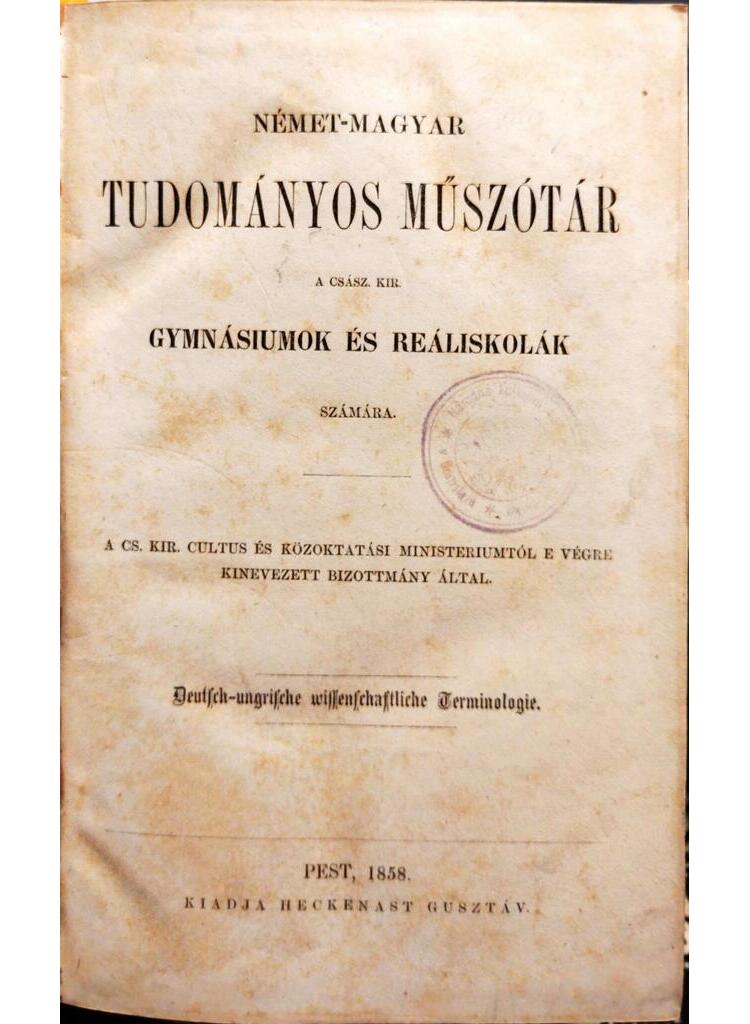 NÉMET-MAGYAR
TUDOMÁNYOS MŰSZÓTÁR
A CSÁSZ. KIR.
GYMNÁSIUMOK ÉS REÁLISKOLÁK
SZÁMÁRA.
A CS. KIR. CULTUS ÉS KÖZOKTATÁSI MINISTERIUMTÓL E VÉGRE
KINEVEZETT BIZOTTMÁNY ÁLTAL.
Deutſch-ungriſche wiſſenſchaftliche Terminologie.
PEST, 1858.
KIADJA HECKENAST GUSZTÁV.